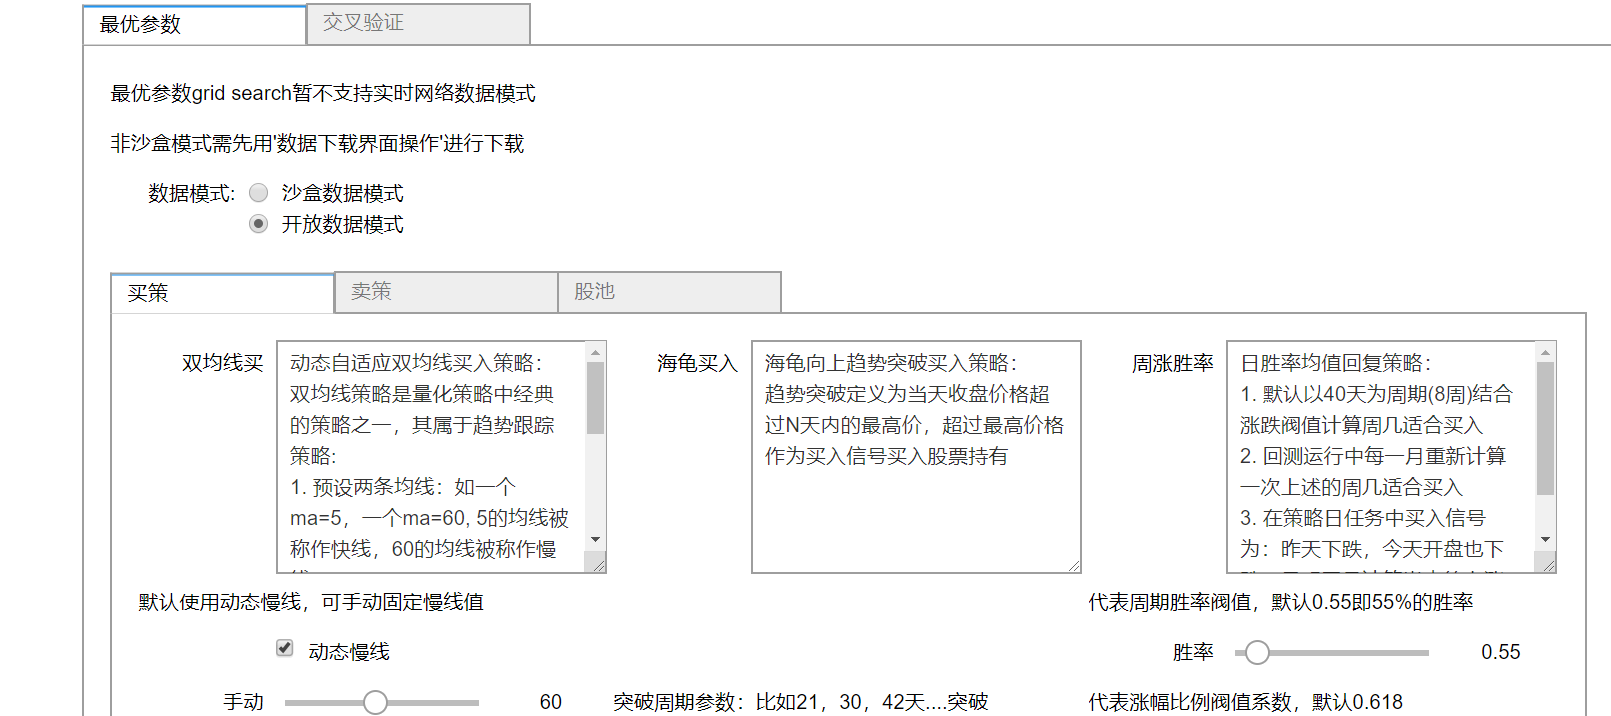 最优参数
交叉验证
最优参数grid search暂不支持实时网络数据模式
非沙盒模式需先用'数据下载界面操作'进行下载
数据模式:
沙盒数据模式
开放数据模式
买策
卖策
股池
双均线买
动态自适应双均线买入策略：
双均线策略是量化策略中经典
的策略之一，其属于趋势跟踪
策略:
1. 预设两条均线：如一个
ma=5，一个ma=60, 5的均线被
称作快线，60的均线被称作慢
海龟买入
海龟向上趋势突破买入策略：
趋势突破定义为当天收盘价格超
过N天内的最高价，超过最高价格
作为买入信号买入股票持有
周涨胜率
日胜率均值回复策略：
1. 默认以40天为周期(8周)结合
涨跌阀值计算周几适合买入
2. 回测运行中每一月重新计算
一次上述的周几适合买入
3. 在策略日任务中买入信号
为：昨天下跌，今天开盘也下
默认使用动态慢线，可手动固定慢线值
代表周期胜率阀值，默认0.55即55%的胜率
动态慢线
胜率
0.55
手动
60
突破周期参数：比如21，30，42天....突破
代表涨幅比例阀值系数，默认0.618